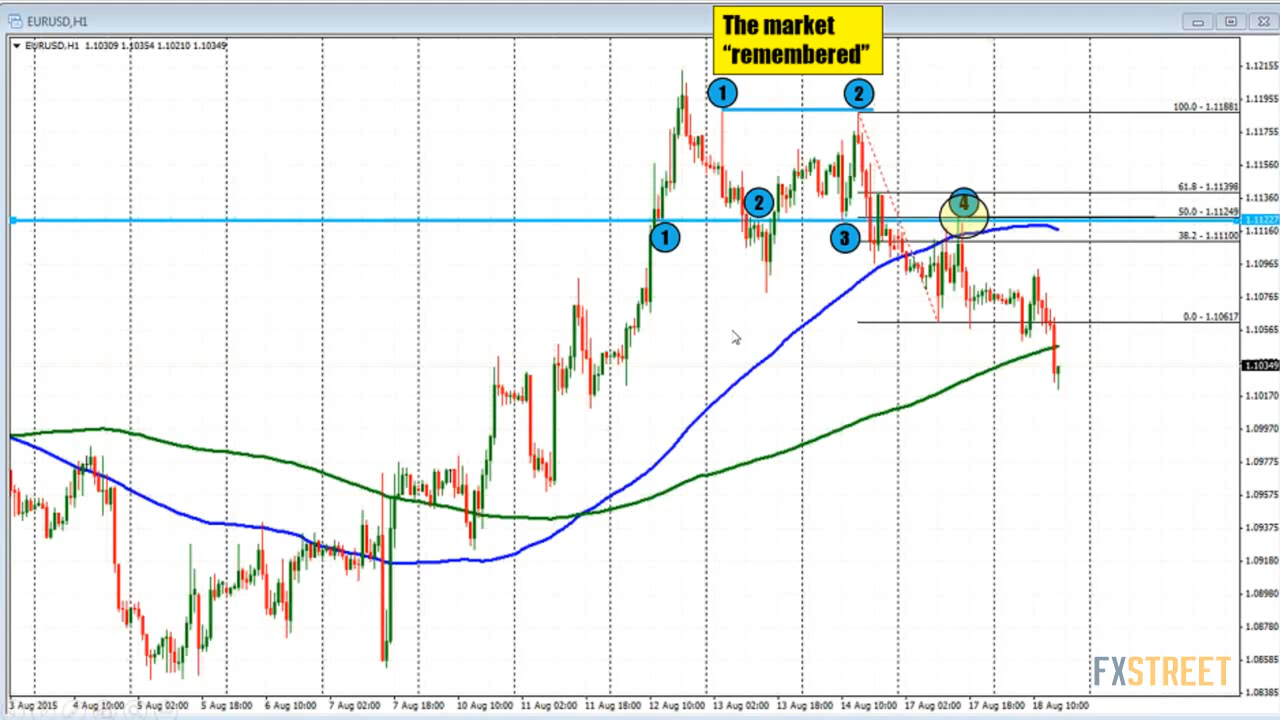 EURUSD,H1
EURUSD,H1 1.10309 1.10354 1.10210 1.10349
The market
“remembered”
1
2
2
4
1
3
100.0 - 1.11881
61.8 - 1.11398
50.0 - 1.11249
38.2 - 1.11100
0.0 - 1.10617
1.12155
1.11955
1.11755
1.11560
1.11360
1.11227
1.11160
1.10965
1.10765
1.10565
1.10349
1.10170
1.09970
1.09775
1.09575
1.09375
1.09180
1.08980
1.08780
1.08585
1.08385
FXSTREET
3 Aug 2015
4 Aug 10:00
5 Aug 02:00
5 Aug 18:00
6 Aug 10:00
7 Aug 02:00
7 Aug 18:00
10 Aug 10:00
11 Aug 02:00
11 Aug 18:00
12 Aug 10:00
13 Aug 02:00
13 Aug 18:00
14 Aug 10:00
17 Aug 02:00
17 Aug 18:00
18 Aug 10:00